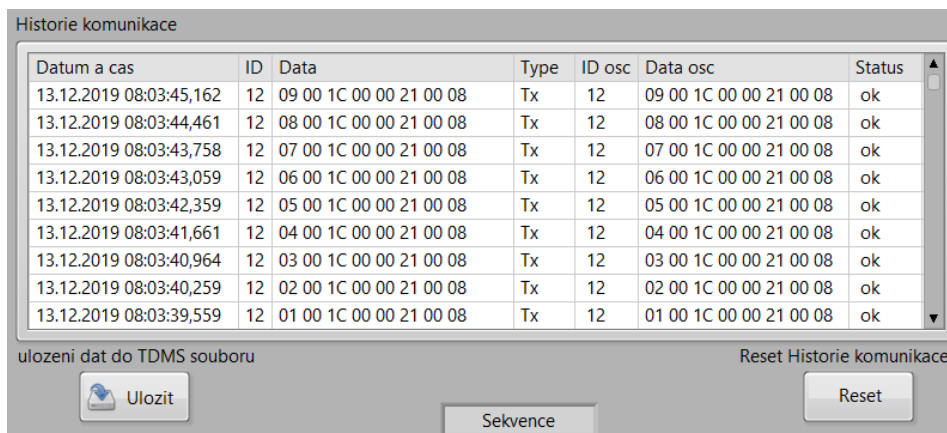 Historie komunikace
Datum a cas ID Data Type ID osc Data osc Status
13.12.2019 08:03:45,162 12 09 00 1C 00 00 21 00 08 Tx 12 09 00 1C 00 00 21 00 08 ok
13.12.2019 08:03:44,461 12 08 00 1C 00 00 21 00 08 Tx 12 08 00 1C 00 00 21 00 08 ok
13.12.2019 08:03:43,758 12 07 00 1C 00 00 21 00 08 Tx 12 07 00 1C 00 00 21 00 08 ok
13.12.2019 08:03:43,059 12 06 00 1C 00 00 21 00 08 Tx 12 06 00 1C 00 00 21 00 08 ok
13.12.2019 08:03:42,359 12 05 00 1C 00 00 21 00 08 Tx 12 05 00 1C 00 00 21 00 08 ok
13.12.2019 08:03:41,661 12 04 00 1C 00 00 21 00 08 Tx 12 04 00 1C 00 00 21 00 08 ok
13.12.2019 08:03:40,964 12 03 00 1C 00 00 21 00 08 Tx 12 03 00 1C 00 00 21 00 08 ok
13.12.2019 08:03:40,259 12 02 00 1C 00 00 21 00 08 Tx 12 02 00 1C 00 00 21 00 08 ok
13.12.2019 08:03:39,559 12 01 00 1C 00 00 21 00 08 Tx 12 01 00 1C 00 00 21 00 08 ok
ulozeni dat do TDMS souboru Reset Historie komunikace
Ulozit Reset
Sekvence